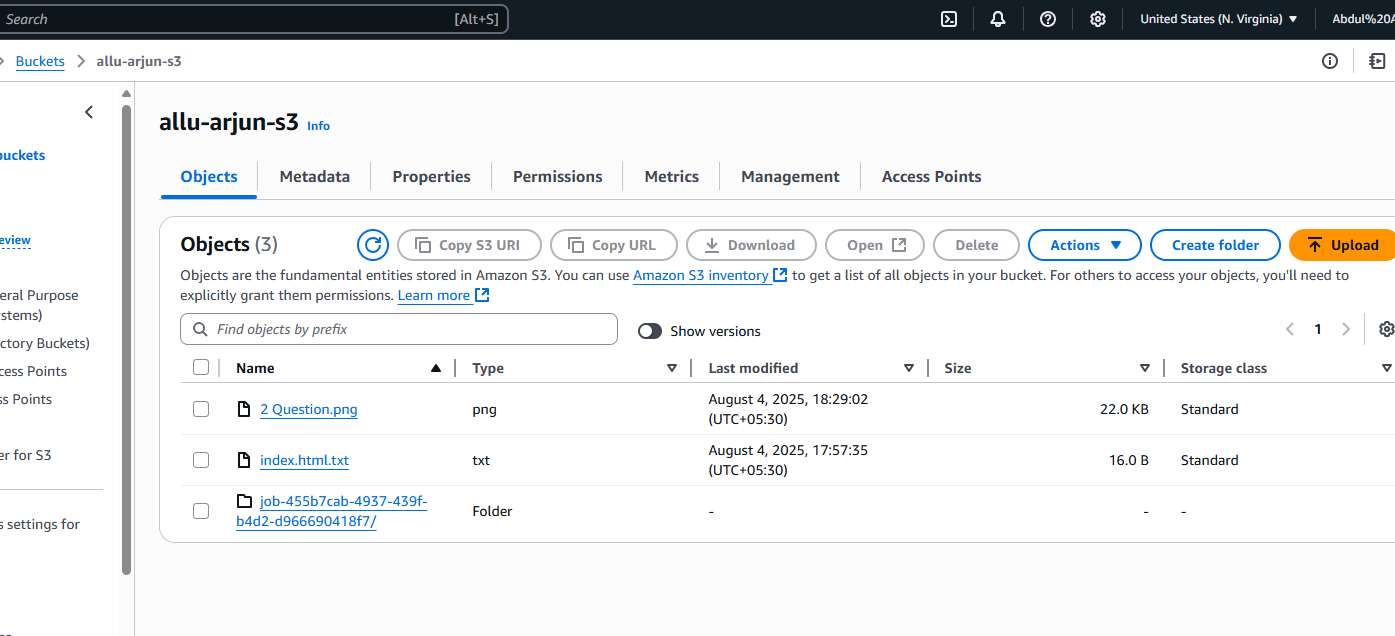 Search [Alt+S] United States (N. Virginia) Abdul%20A
Buckets allu-arjun-s3
buckets
eview
eral Purpose
stems)
ctory Buckets)
cess Points
ss Points
er for S3
s settings for
allu-arjun-s3 Info
Objects Metadata Properties Permissions Metrics Management Access Points
Objects (3) Copy S3 URI Copy URL Download Open Delete Actions Create folder Upload
Objects are the fundamental entities stored in Amazon S3. You can use Amazon S3 inventory to get a list of all objects in your bucket. For others to access your objects, you'll need to
explicitly grant them permissions. Learn more
Find objects by prefix Show versions 1
Name Type Last modified Size Storage class
2 Question.png png August 4, 2025, 18:29:02 (UTC+05:30) 22.0 KB Standard
index.html.txt txt August 4, 2025, 17:57:35 (UTC+05:30) 16.0 B Standard
job-455b7cab-4937-439f- Folder - - -
b4d2-d966690418f7/